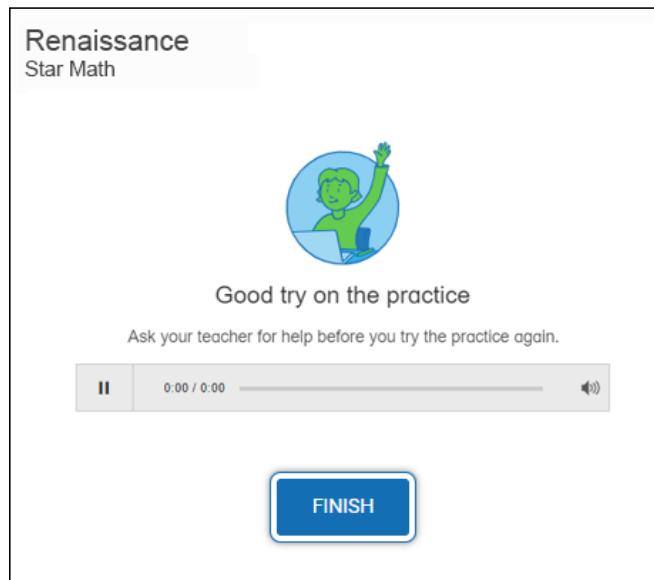 Renaissance
Star Math
Good try on the practice
Ask your teacher for help before you try the practice again.
0:00 / 0:00
FINISH